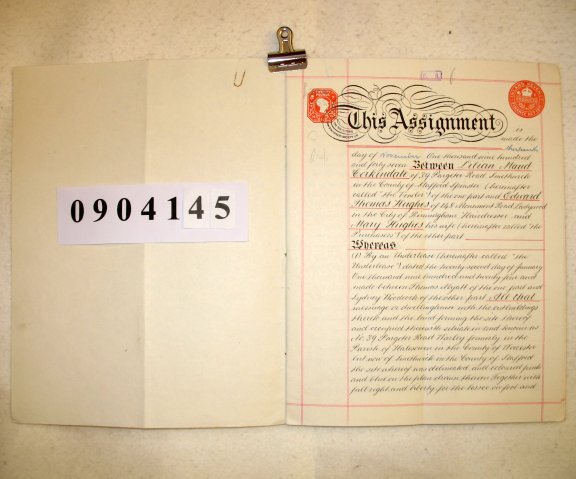 0904145
This Assignment
is
made the
day of November One thousand nine hundred
and forty seven Between Lilian Maud
Corkindale of 39 Pargeter Road Smethwick
in the County of Stafford Spinster (hereinafter
called "the Vendor") of the one part and Edward
Thomas Hughes of 248 Monument Road Ladywood
in the City of Birmingham Hairdresser and
Mary Hughes his wife (hereinafter called "the
Purchasers") of the other part
Whereas
(1) By an Underlease (hereinafter called "the
Underlease") dated the twenty second day of January
One thousand nine hundred and twenty four and
made between Thomas of the one part and
Sydney Woodcock of the other part All that
messuage or dwellinghouse with the outbuildings
thereto and the land forming the site thereof
and occupied therewith situate in and known as
No. 39 Pargeter Road Warley formerly in the
Parish of Halesowen in the County of Worcester
but now of Smethwick in the County of Stafford
the site whereof was delineated and coloured pink
and blue on the plan drawn thereon Together with
full right and liberty for the lessee on foot and